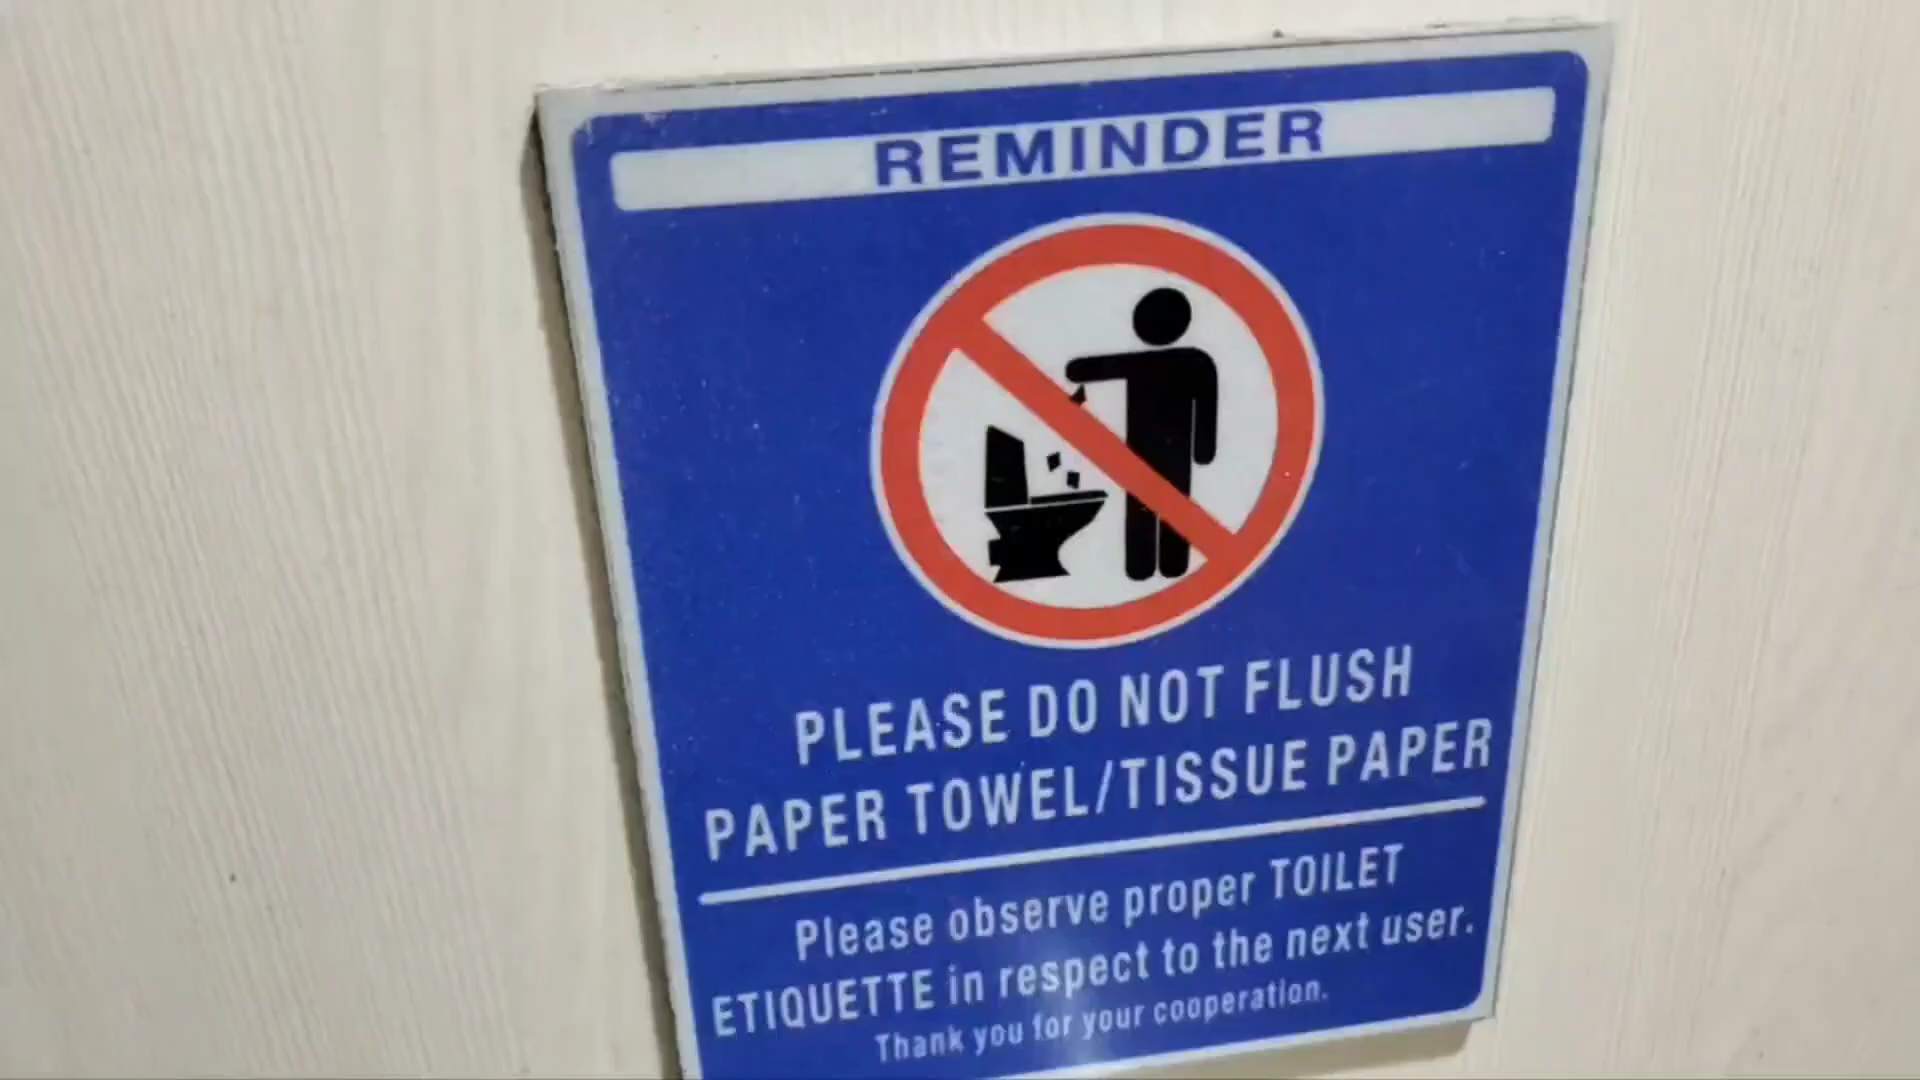 REMINDER
PLEASE DO NOT FLUSH
PAPER TOWEL/TISSUE PAPER
Please observe proper TOILET
ETIQUETTE in respect to the next user.
Thank you for your cooperation.